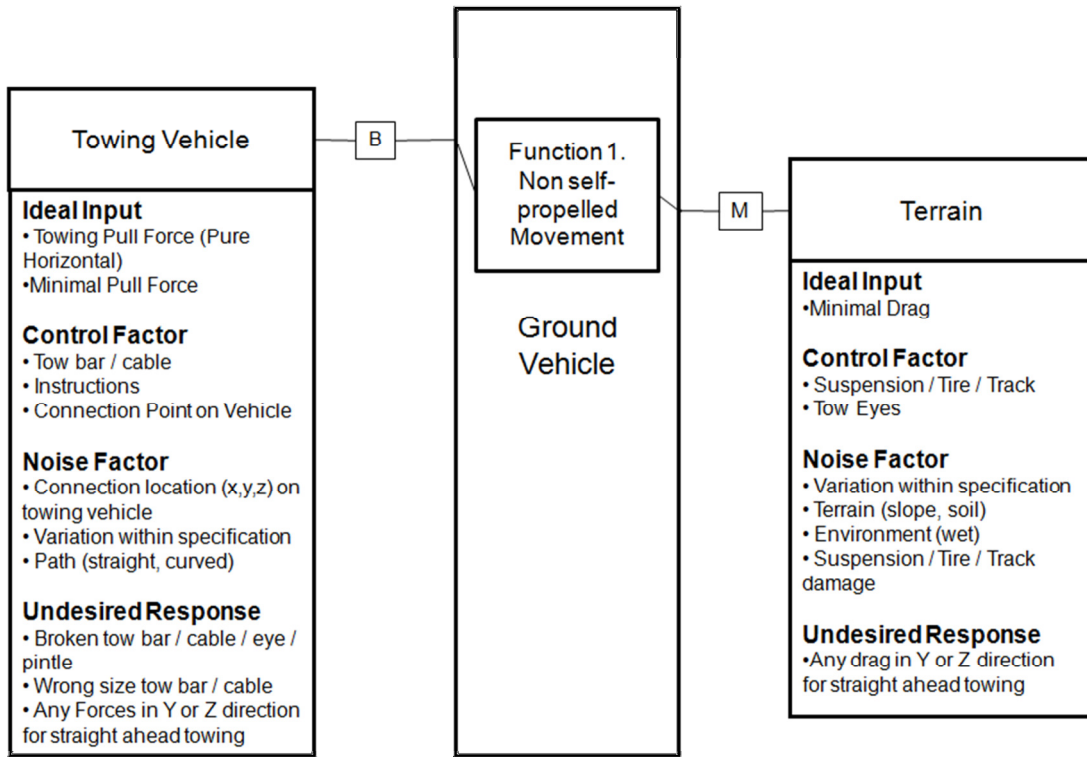 Towing Vehicle
Ideal Input
• Towing Pull Force (Pure
Horizontal)
•Minimal Pull Force
Control Factor
• Tow bar / cable
• Instructions
• Connection Point on Vehicle
Noise Factor
• Connection location (x,y,z) on
towing vehicle
• Variation within specification
• Path (straight, curved)
Undesired Response
• Broken tow bar / cable / eye /
pintle
• Wrong size tow bar / cable
• Any Forces in Y or Z direction
for straight ahead towing
B
Function 1.
Non self-
propelled
Movement
Ground
Vehicle
M
Terrain
Ideal Input
•Minimal Drag
Control Factor
• Suspension / Tire / Track
• Tow Eyes
Noise Factor
• Variation within specification
• Terrain (slope, soil)
• Environment (wet)
• Suspension / Tire / Track
damage
Undesired Response
•Any drag in Y or Z direction
for straight ahead towing